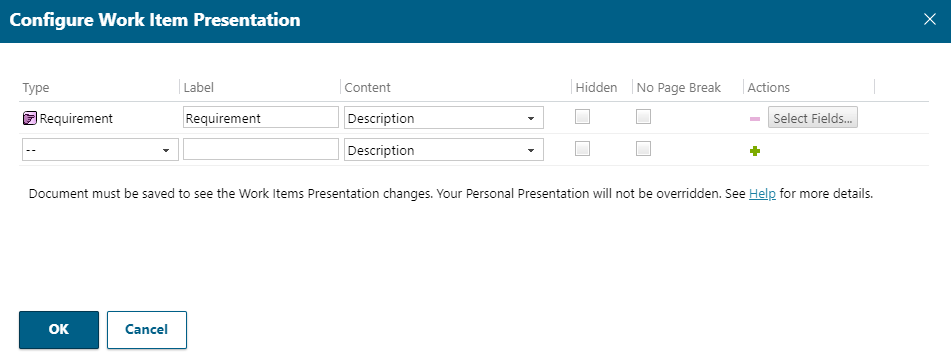 Configure Work Item Presentation
Type Label Content Hidden No Page Break Actions
Requirement Requirement Description Select Fields...
-- Description
Document must be saved to see the Work Items Presentation changes. Your Personal Presentation will not be overridden. See Help for more details.
OK Cancel